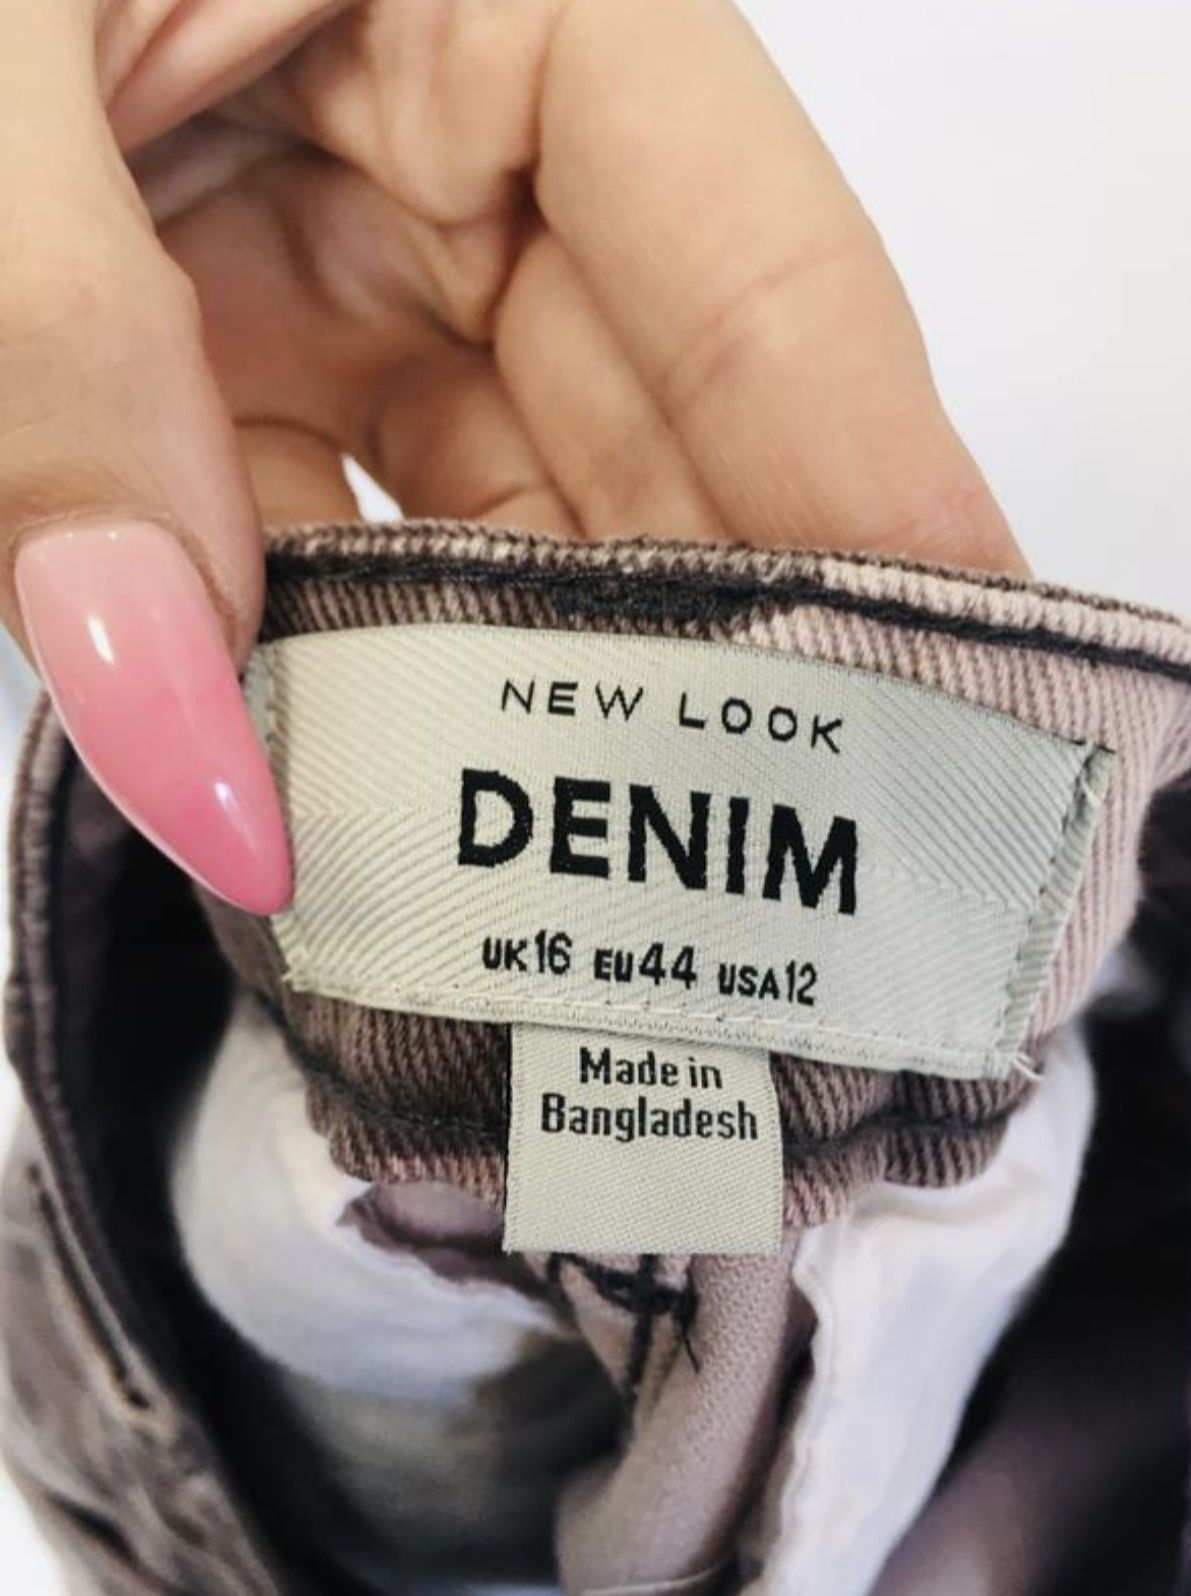 NEW LOOK
DENIM
UK16 EU44 USA12
Made in
Bangladesh